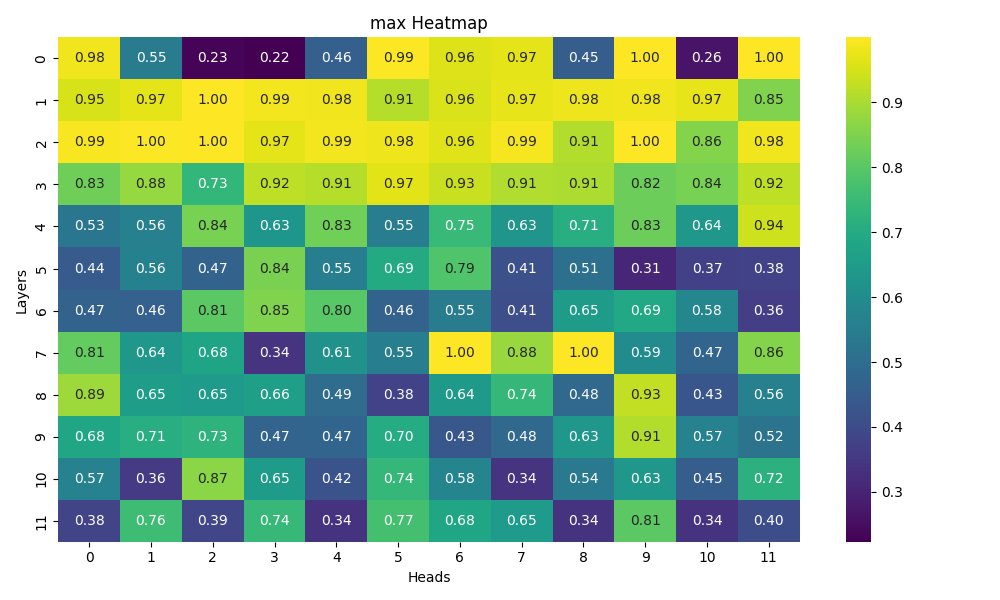 max Heatmap
0 0.98 0.55 0.23 0.22 0.46 0.99 0.96 0.97 0.45 1.00 0.26 1.00
1 0.95 0.97 1.00 0.99 0.98 0.91 0.96 0.97 0.98 0.98 0.97 0.85
0.9
2 0.99 1.00 1.00 0.97 0.99 0.98 0.96 0.99 0.91 1.00 0.86 0.98
3 0.83 0.88 0.73 0.92 0.91 0.97 0.93 0.91 0.91 0.82 0.84 0.92
0.8
4 0.53 0.56 0.84 0.63 0.83 0.55 0.75 0.63 0.71 0.83 0.64 0.94
0.7
5 0.44 0.56 0.47 0.84 0.55 0.69 0.79 0.41 0.51 0.31 0.37 0.38
Layers
6 0.47 0.46 0.81 0.85 0.80 0.46 0.55 0.41 0.65 0.69 0.58 0.36
0.6
7 0.81 0.64 0.68 0.34 0.61 0.55 1.00 0.88 1.00 0.59 0.47 0.86
0.5
8 0.89 0.65 0.65 0.66 0.49 0.38 0.64 0.74 0.48 0.93 0.43 0.56
0.4
9 0.68 0.71 0.73 0.47 0.47 0.70 0.43 0.48 0.63 0.91 0.57 0.52
10 0.57 0.36 0.87 0.65 0.42 0.74 0.58 0.34 0.54 0.63 0.45 0.72
0.3
11 0.38 0.76 0.39 0.74 0.34 0.77 0.68 0.65 0.34 0.81 0.34 0.40
0 1 2 3 4 5 6 7 8 9 10 11
Heads